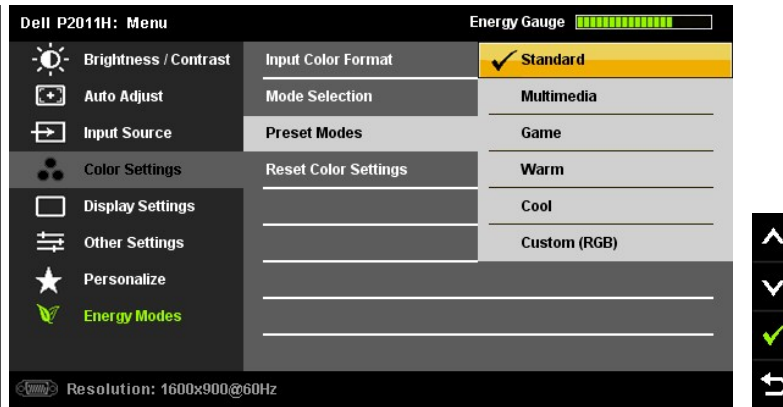 Dell P2011H: Menu
Energy Gauge
Brightness / Contrast
Auto Adjust
Input Source
Color Settings
Display Settings
Other Settings
Personalize
Energy Modes
Input Color Format
Mode Selection
Preset Modes
Reset Color Settings
Standard
Multimedia
Game
Warm
Cool
Custom (RGB)
Resolution: 1600x900@60Hz